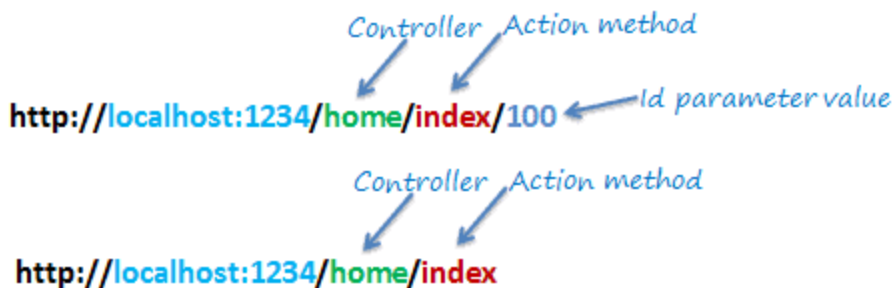 Controller Action method
http://localhost:1234/home/index/100
Id parameter value
Controller Action method
http://localhost:1234/home/index